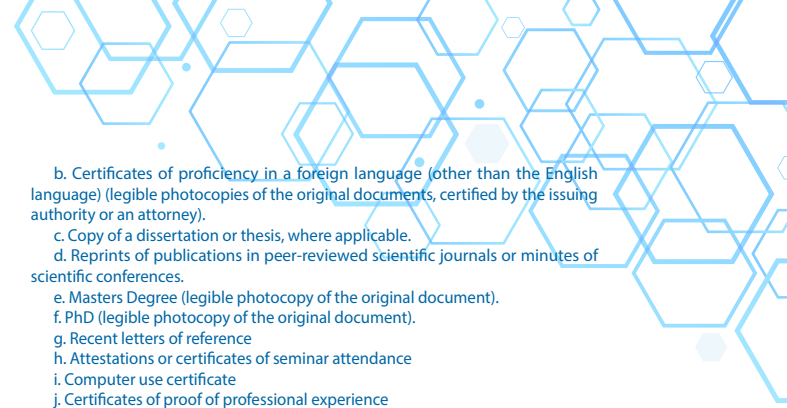 b. Certificates of proficiency in a foreign language (other than the English
language) (legible photocopies of the original documents, certified by the issuing
authority or an attorney).
c. Copy of a dissertation or thesis, where applicable.
d. Reprints of publications in peer-reviewed scientific journals or minutes of
scientific conferences.
e. Masters Degree (legible photocopy of the original document).
f. PhD (legible photocopy of the original document).
g. Recent letters of reference
h. Attestations or certificates of seminar attendance
i. Computer use certificate
j. Certificates of proof of professional experience